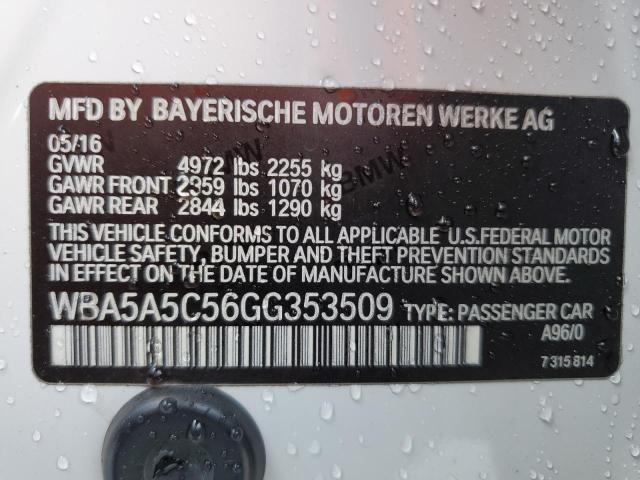 MFD BY BAYERISCHE MOTOREN WERKE AG
05/16
GVWR 4972 lbs 2255 kg
GAWR FRONT 2359 lbs 1070 kg
GAWR REAR 2844 lbs 1290 kg
THIS VEHICLE CONFORMS TO ALL APPLICABLE U.S.FEDERAL MOTOR
VEHICLE SAFETY, BUMPER AND THEFT PREVENTION STANDARDS
IN EFFECT ON THE DATE OF MANUFACTURE SHOWN ABOVE.
WBA5A5C56GG353509 TYPE: PASSENGER CAR
A96/0
7 315 814
BMW